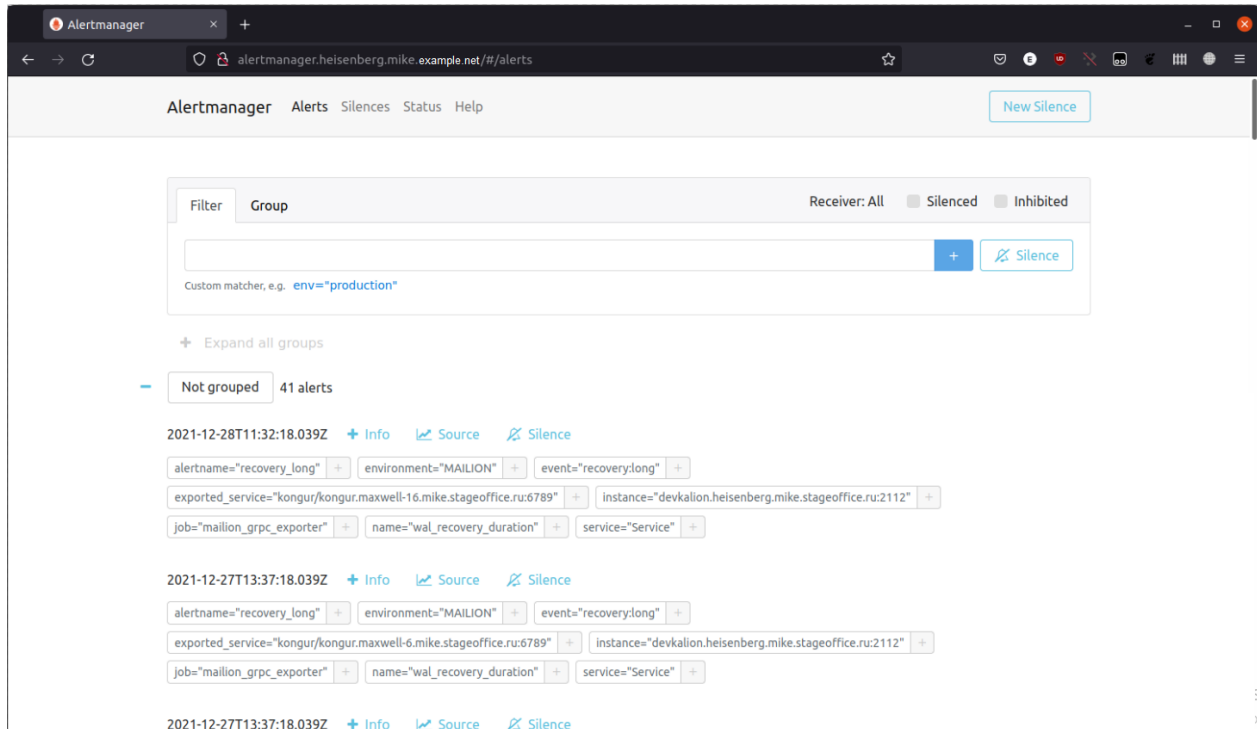 Alertmanager × +
alertmanager.heisenberg.mike.example.net/#/alerts
Alertmanager Alerts Silences Status Help New Silence
Filter Group Receiver: All Silenced Inhibited
+ Silence
Custom matcher, e.g. env="production"
+ Expand all groups
− Not grouped 41 alerts
2021-12-28T11:32:18.039Z + Info Source Silence
alertname="recovery_long" + environment="MAILION" + event="recovery:long" +
exported_service="kongur/kongur.maxwell-16.mike.stageoffice.ru:6789" + instance="devkalion.heisenberg.mike.stageoffice.ru:2112" +
job="mailion_grpc_exporter" + name="wal_recovery_duration" + service="Service" +
2021-12-27T13:37:18.039Z + Info Source Silence
alertname="recovery_long" + environment="MAILION" + event="recovery:long" +
exported_service="kongur/kongur.maxwell-6.mike.stageoffice.ru:6789" + instance="devkalion.heisenberg.mike.stageoffice.ru:2112" +
job="mailion_grpc_exporter" + name="wal_recovery_duration" + service="Service" +
2021-12-27T13:37:18.039Z + Info Source Silence